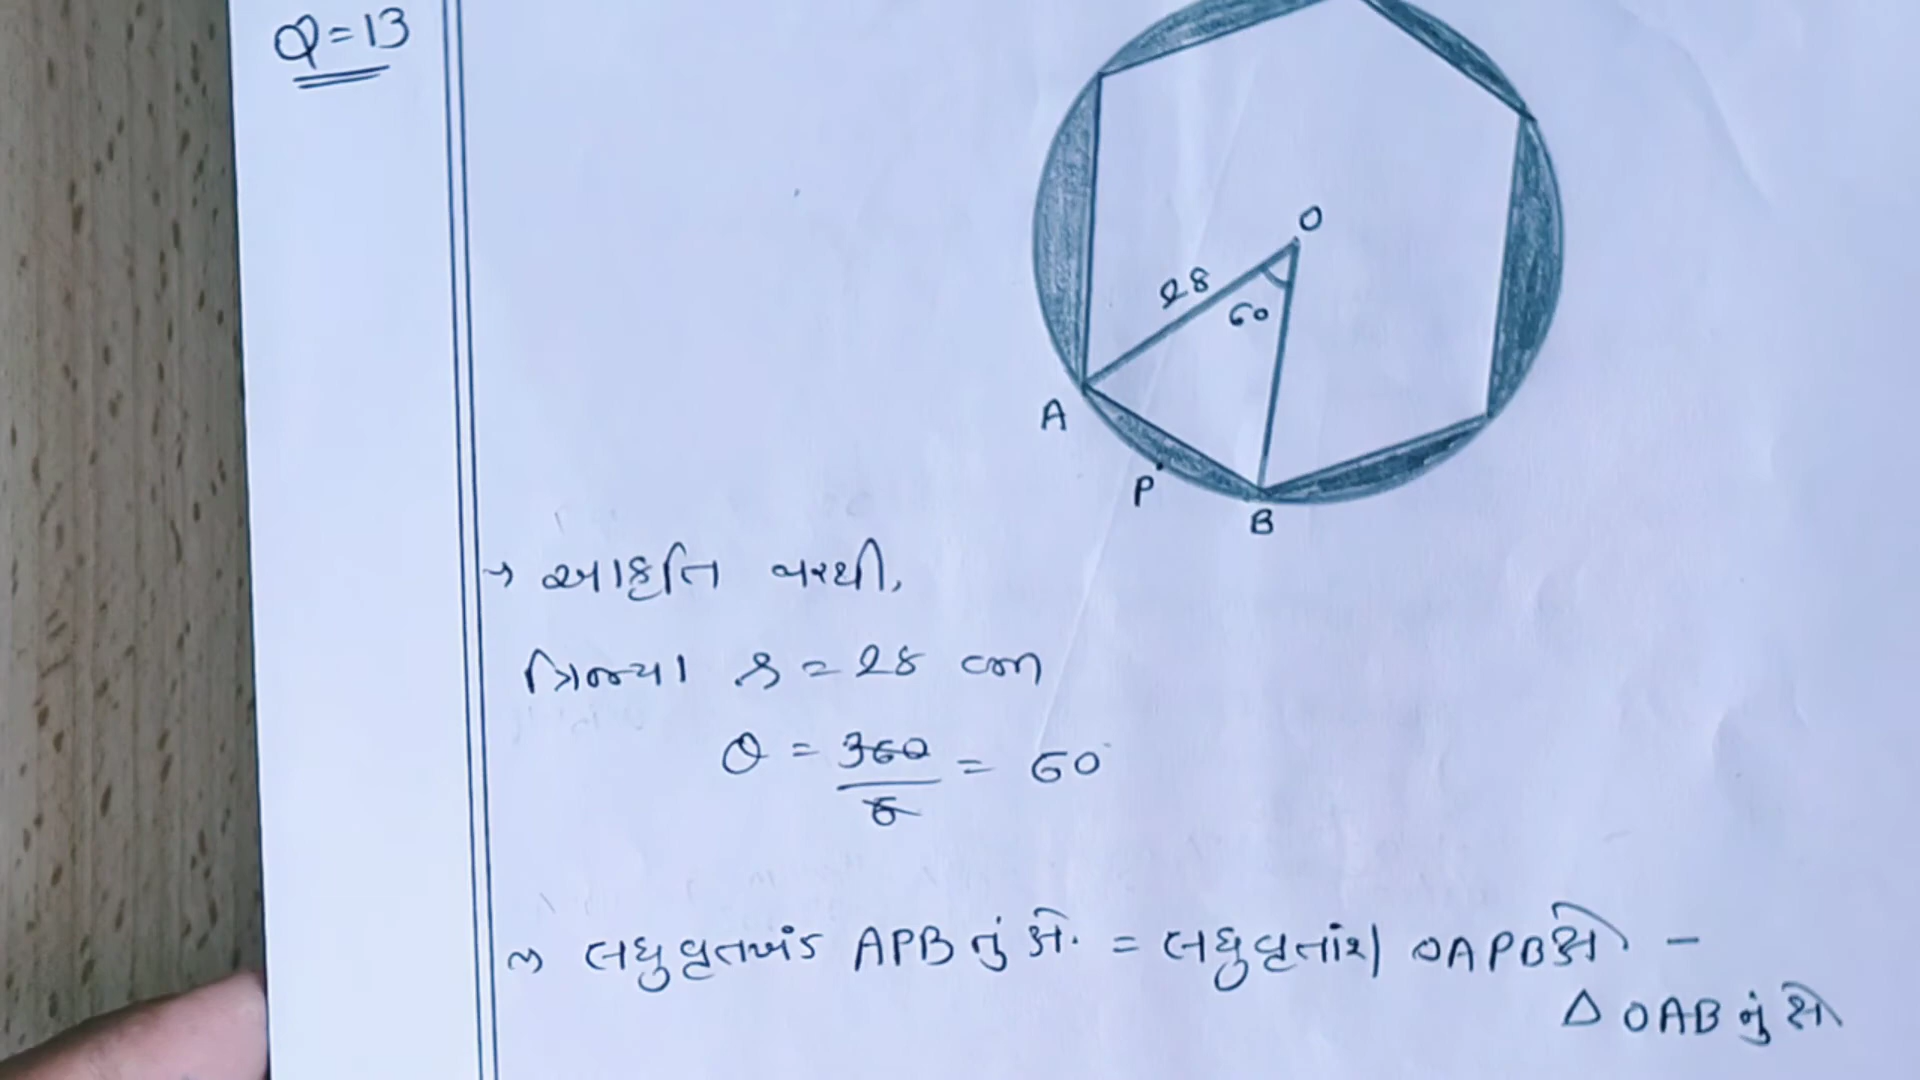 Q=13
O
28
60
A
P
B
→ આકૃતિ પરથી,
ત્રિજ્યા r = 28 cm
θ = 360/6 = 60°
→ લઘુવૃતખંડ APB નું ક્ષે. = લઘુવૃતાંશ OAPB ક્ષે -
Δ OAB નું ક્ષે